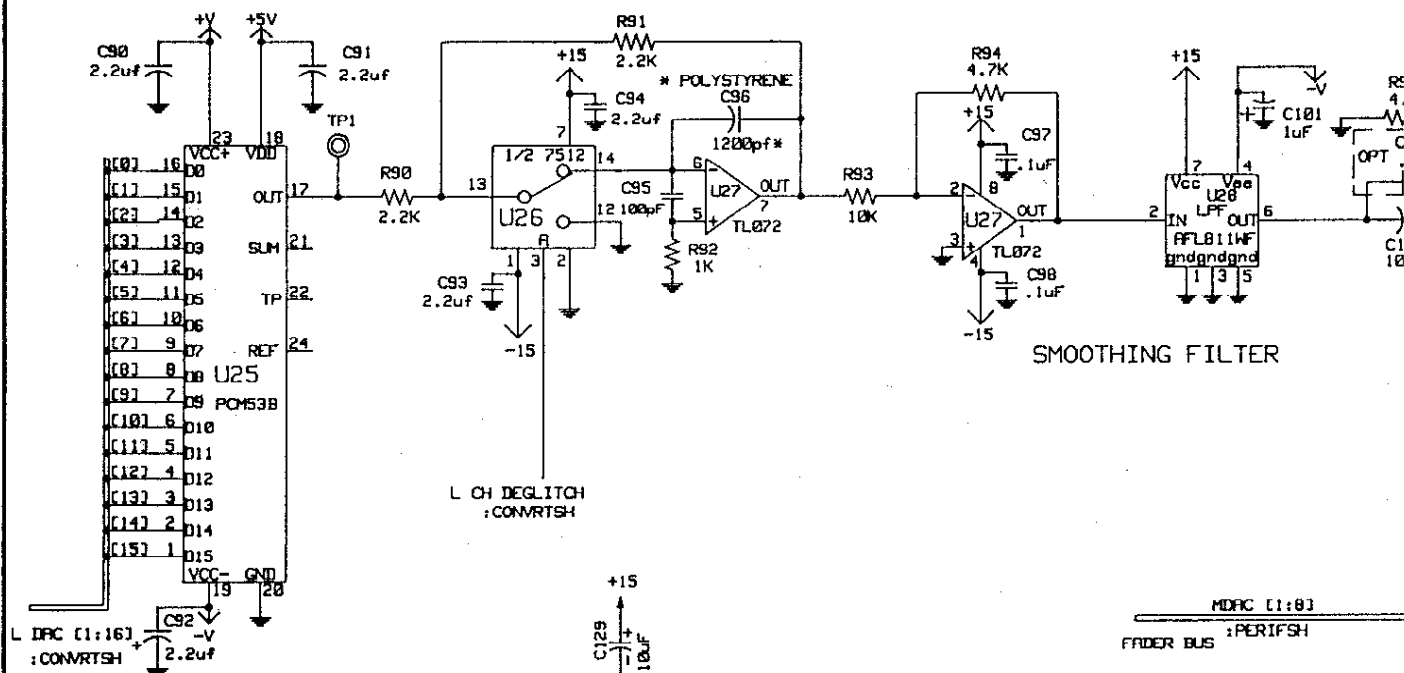 +V
+5V
C90
2.2uf
C91
2.2uf
TP1
R91
2.2K
+15
* POLYSTYRENE
C96
1200pf*
C94
2.2uf
R94
4.7K
+15
C97
.1uF
+15
-V
C101
1uF
+
OPT
23
18
VCC+ VDD
[0] 16 D0
[1] 15 D1
[2] 14 D2
[3] 13 D3
[4] 12 D4
[5] 11 D5
[6] 10 D6
[7] 9 D7
[8] 8 D8
[9] 7 D9
[10] 6 D10
[11] 5 D11
[12] 4 D12
[13] 3 D13
[14] 2 D14
[15] 1 D15
OUT 17
SUM 21
TP 22
REF 24
U25
PCM53B
VCC- GND
19
20
C92
2.2uf
+
-V
L DAC [1:16]
:CONVRTSH
R90
2.2K
7
1/2 7512
14
13
12
U26
A
1 3 2
C93
2.2uf
-15
L CH DEGLITCH
:CONVRTSH
C95
100pF
R92
1K
6 -
5 +
U27
OUT
7
TL072
R93
10K
2 -
3 +
8
U27
OUT
1
TL072
4
C98
.1uF
-15
7
4
Vcc Vee
U28
LPF
2
IN
OUT
6
AFL811WF
gnd gnd gnd
1 3 5
SMOOTHING FILTER
+15
C129
10uF
+
-
MDAC [1:8]
:PERIFSH
FADER BUS